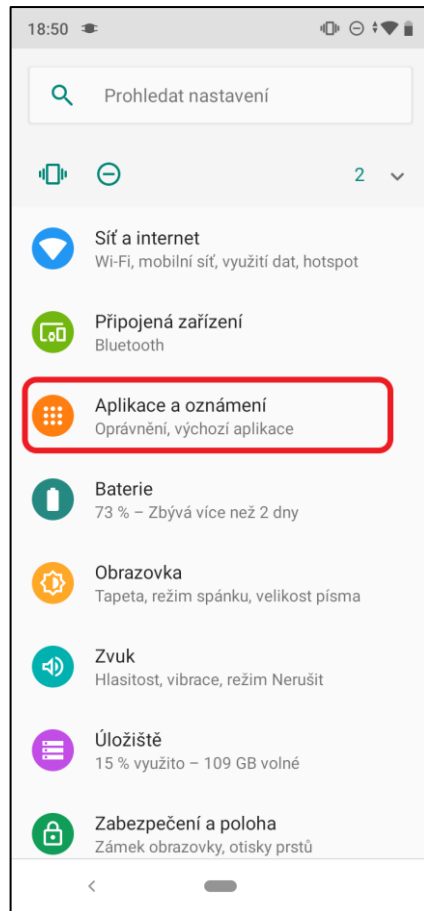 18:50
Prohledat nastavení
2
Síť a internet
Wi-Fi, mobilní síť, využití dat, hotspot
Připojená zařízení
Bluetooth
Aplikace a oznámení
Oprávnění, výchozí aplikace
Baterie
73 % – Zbývá více než 2 dny
Obrazovka
Tapeta, režim spánku, velikost písma
Zvuk
Hlasitost, vibrace, režim Nerušit
Úložiště
15 % využito – 109 GB volné
Zabezpečení a poloha
Zámek obrazovky, otisky prstů